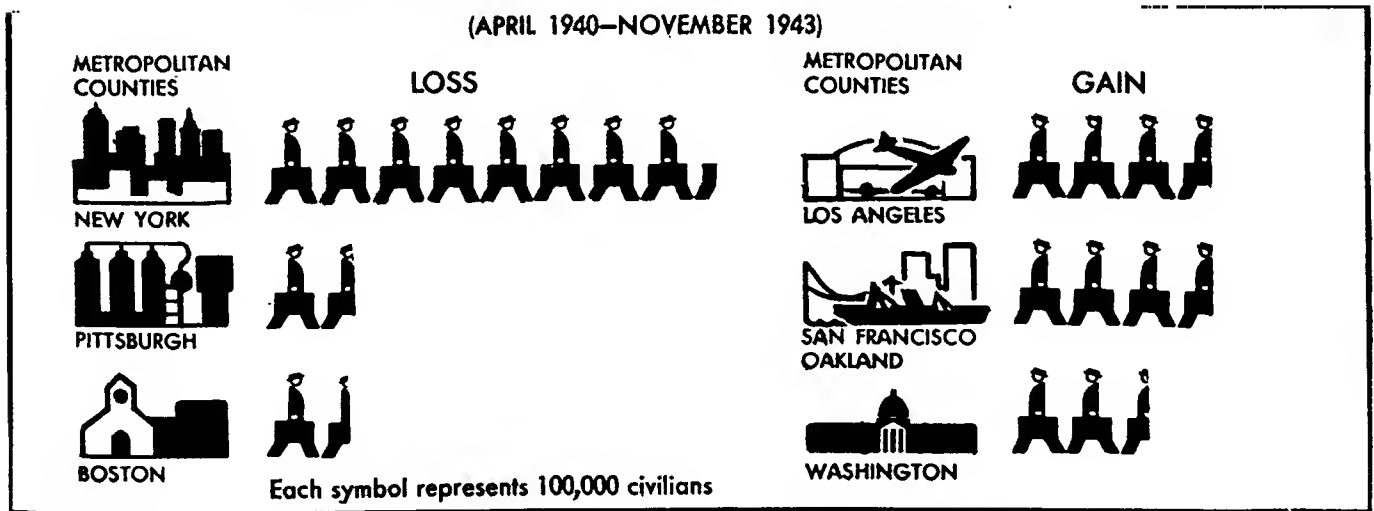 (APRIL 1940–NOVEMBER 1943)
METROPOLITAN
COUNTIES
LOSS
NEW YORK
PITTSBURGH
BOSTON
Each symbol represents 100,000 civilians
METROPOLITAN
COUNTIES
GAIN
LOS ANGELES
SAN FRANCISCO
OAKLAND
WASHINGTON